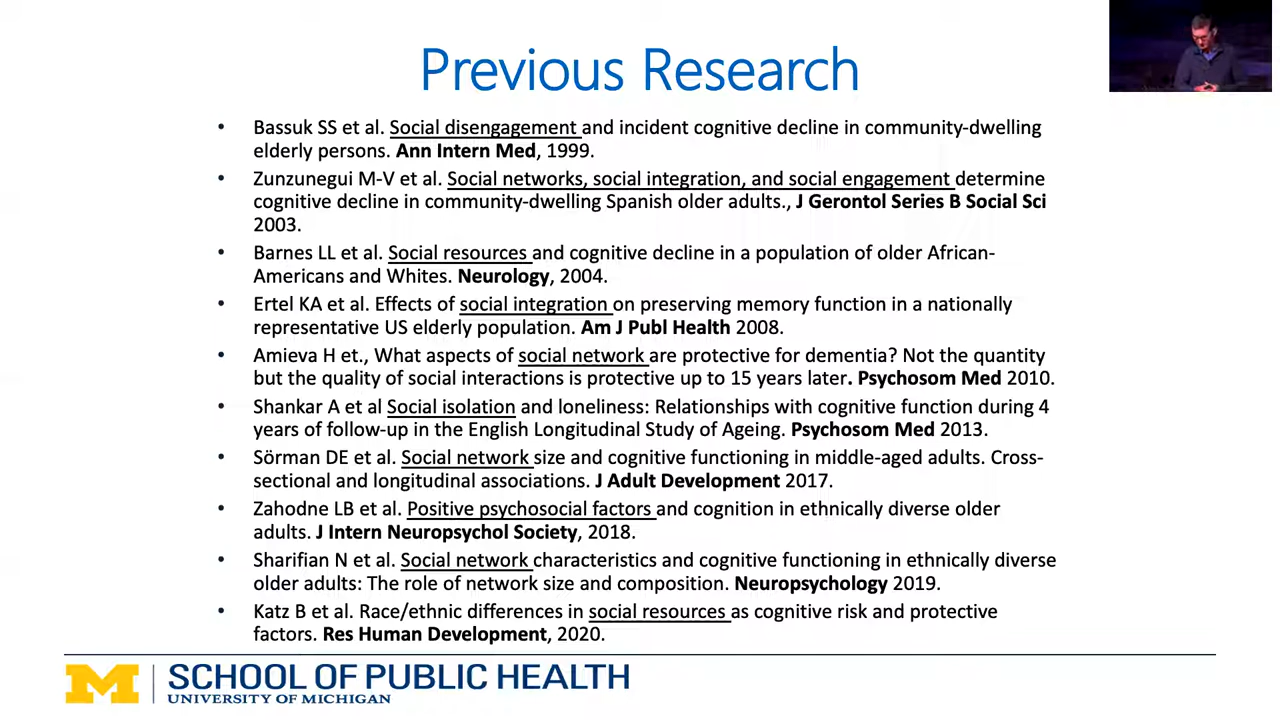 Previous Research
• Bassuk SS et al. Social disengagement and incident cognitive decline in community-dwelling
elderly persons. Ann Intern Med, 1999.
• Zunzunegui M-V et al. Social networks, social integration, and social engagement determine
cognitive decline in community-dwelling Spanish older adults., J Gerontol Series B Social Sci
2003.
• Barnes LL et al. Social resources and cognitive decline in a population of older African-
Americans and Whites. Neurology, 2004.
• Ertel KA et al. Effects of social integration on preserving memory function in a nationally
representative US elderly population. Am J Publ Health 2008.
• Amieva H et., What aspects of social network are protective for dementia? Not the quantity
but the quality of social interactions is protective up to 15 years later. Psychosom Med 2010.
• Shankar A et al Social isolation and loneliness: Relationships with cognitive function during 4
years of follow-up in the English Longitudinal Study of Ageing. Psychosom Med 2013.
• Sörman DE et al. Social network size and cognitive functioning in middle-aged adults. Cross-
sectional and longitudinal associations. J Adult Development 2017.
• Zahodne LB et al. Positive psychosocial factors and cognition in ethnically diverse older
adults. J Intern Neuropsychol Society, 2018.
• Sharifian N et al. Social network characteristics and cognitive functioning in ethnically diverse
older adults: The role of network size and composition. Neuropsychology 2019.
• Katz B et al. Race/ethnic differences in social resources as cognitive risk and protective
factors. Res Human Development, 2020.
M SCHOOL OF PUBLIC HEALTH
UNIVERSITY OF MICHIGAN